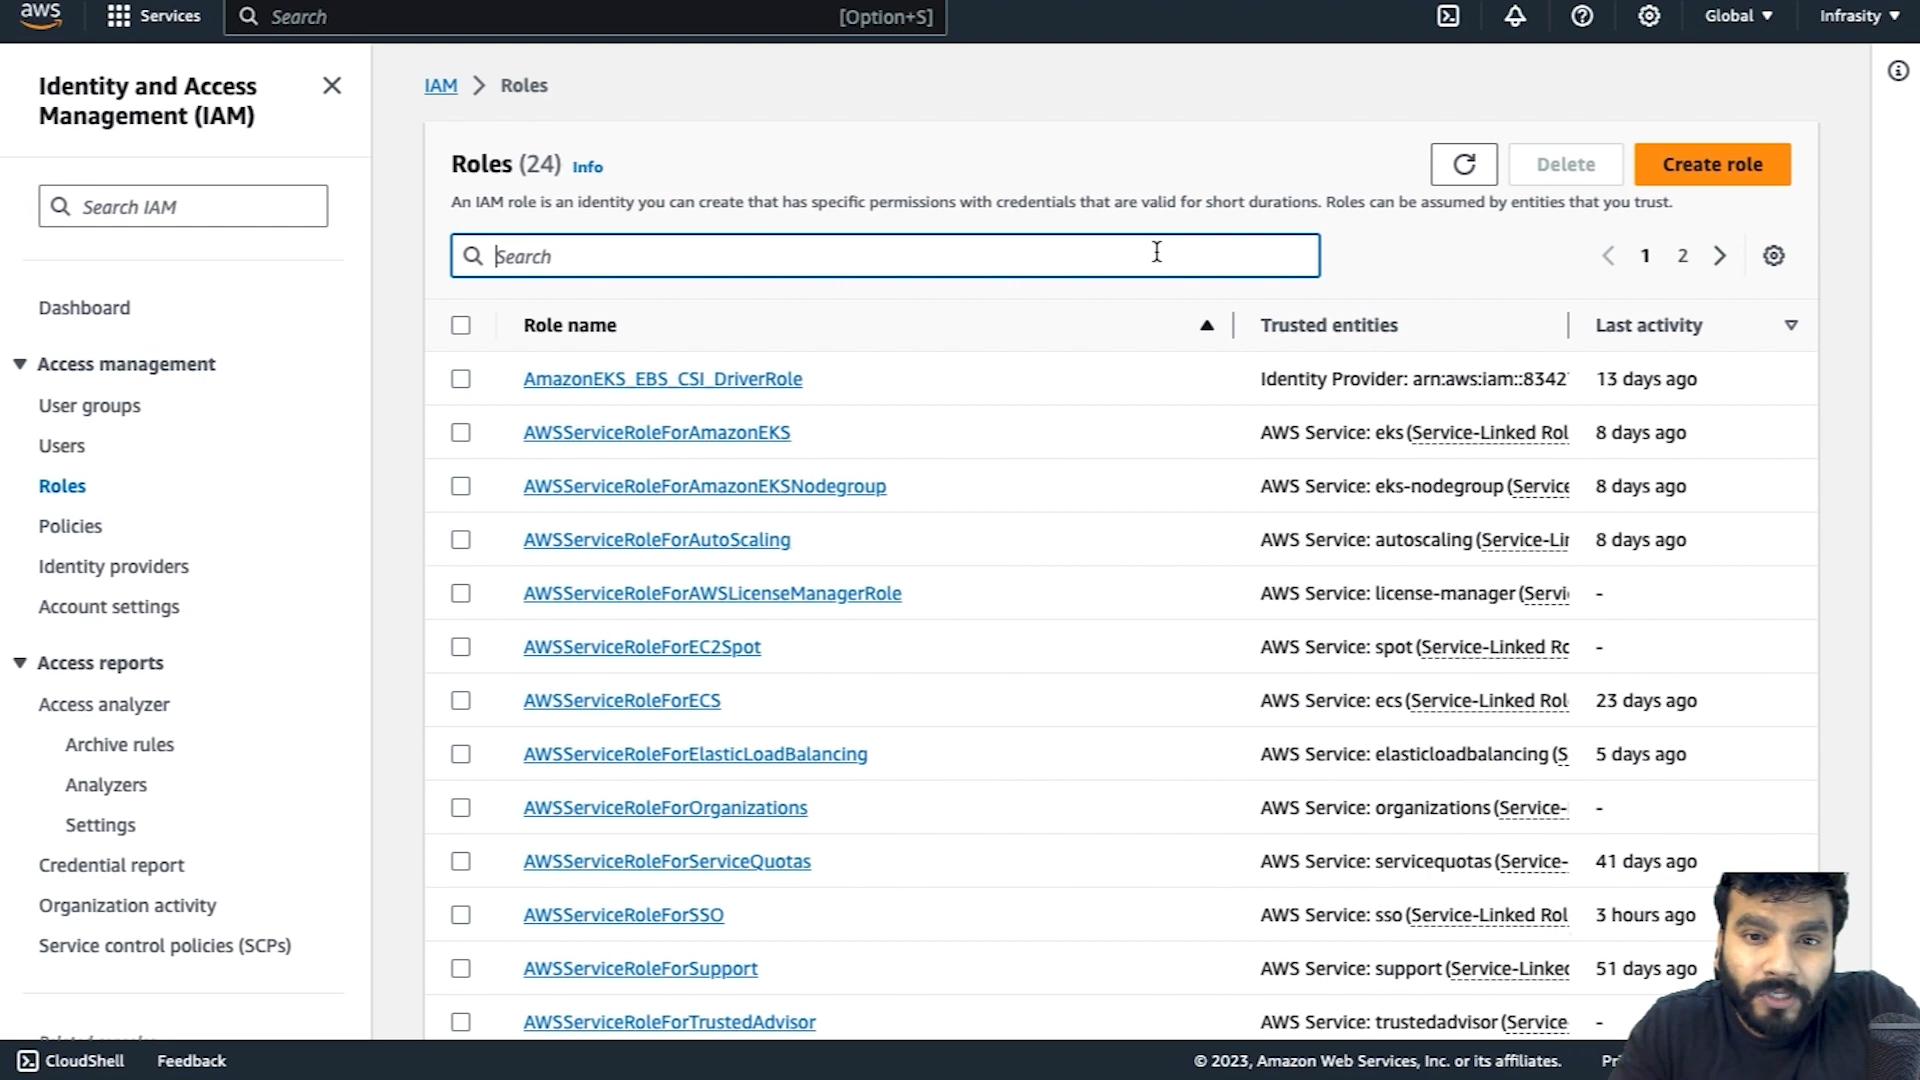 aws
Services
Search
[Option+S]
Global
Infrasity
Identity and Access
Management (IAM)
Search IAM
Dashboard
Access management
User groups
Users
Roles
Policies
Identity providers
Account settings
Access reports
Access analyzer
Archive rules
Analyzers
Settings
Credential report
Organization activity
Service control policies (SCPs)
IAM > Roles
Roles (24) Info
Delete
Create role
An IAM role is an identity you can create that has specific permissions with credentials that are valid for short durations. Roles can be assumed by entities that you trust.
Search
1 2
Role name Trusted entities Last activity
AmazonEKS_EBS_CSI_DriverRole Identity Provider: arn:aws:iam::8342 13 days ago
AWSServiceRoleForAmazonEKS AWS Service: eks (Service-Linked Rol 8 days ago
AWSServiceRoleForAmazonEKSNodegroup AWS Service: eks-nodegroup (Service 8 days ago
AWSServiceRoleForAutoScaling AWS Service: autoscaling (Service-Lin 8 days ago
AWSServiceRoleForAWSLicenseManagerRole AWS Service: license-manager (Servi -
AWSServiceRoleForEC2Spot AWS Service: spot (Service-Linked Ro -
AWSServiceRoleForECS AWS Service: ecs (Service-Linked Rol 23 days ago
AWSServiceRoleForElasticLoadBalancing AWS Service: elasticloadbalancing (S 5 days ago
AWSServiceRoleForOrganizations AWS Service: organizations (Service- -
AWSServiceRoleForServiceQuotas AWS Service: servicequotas (Service- 41 days ago
AWSServiceRoleForSSO AWS Service: sso (Service-Linked Rol 3 hours ago
AWSServiceRoleForSupport AWS Service: support (Service-Linked 51 days ago
AWSServiceRoleForTrustedAdvisor AWS Service: trustedadvisor (Service -
CloudShell
Feedback
© 2023, Amazon Web Services, Inc. or its affiliates.